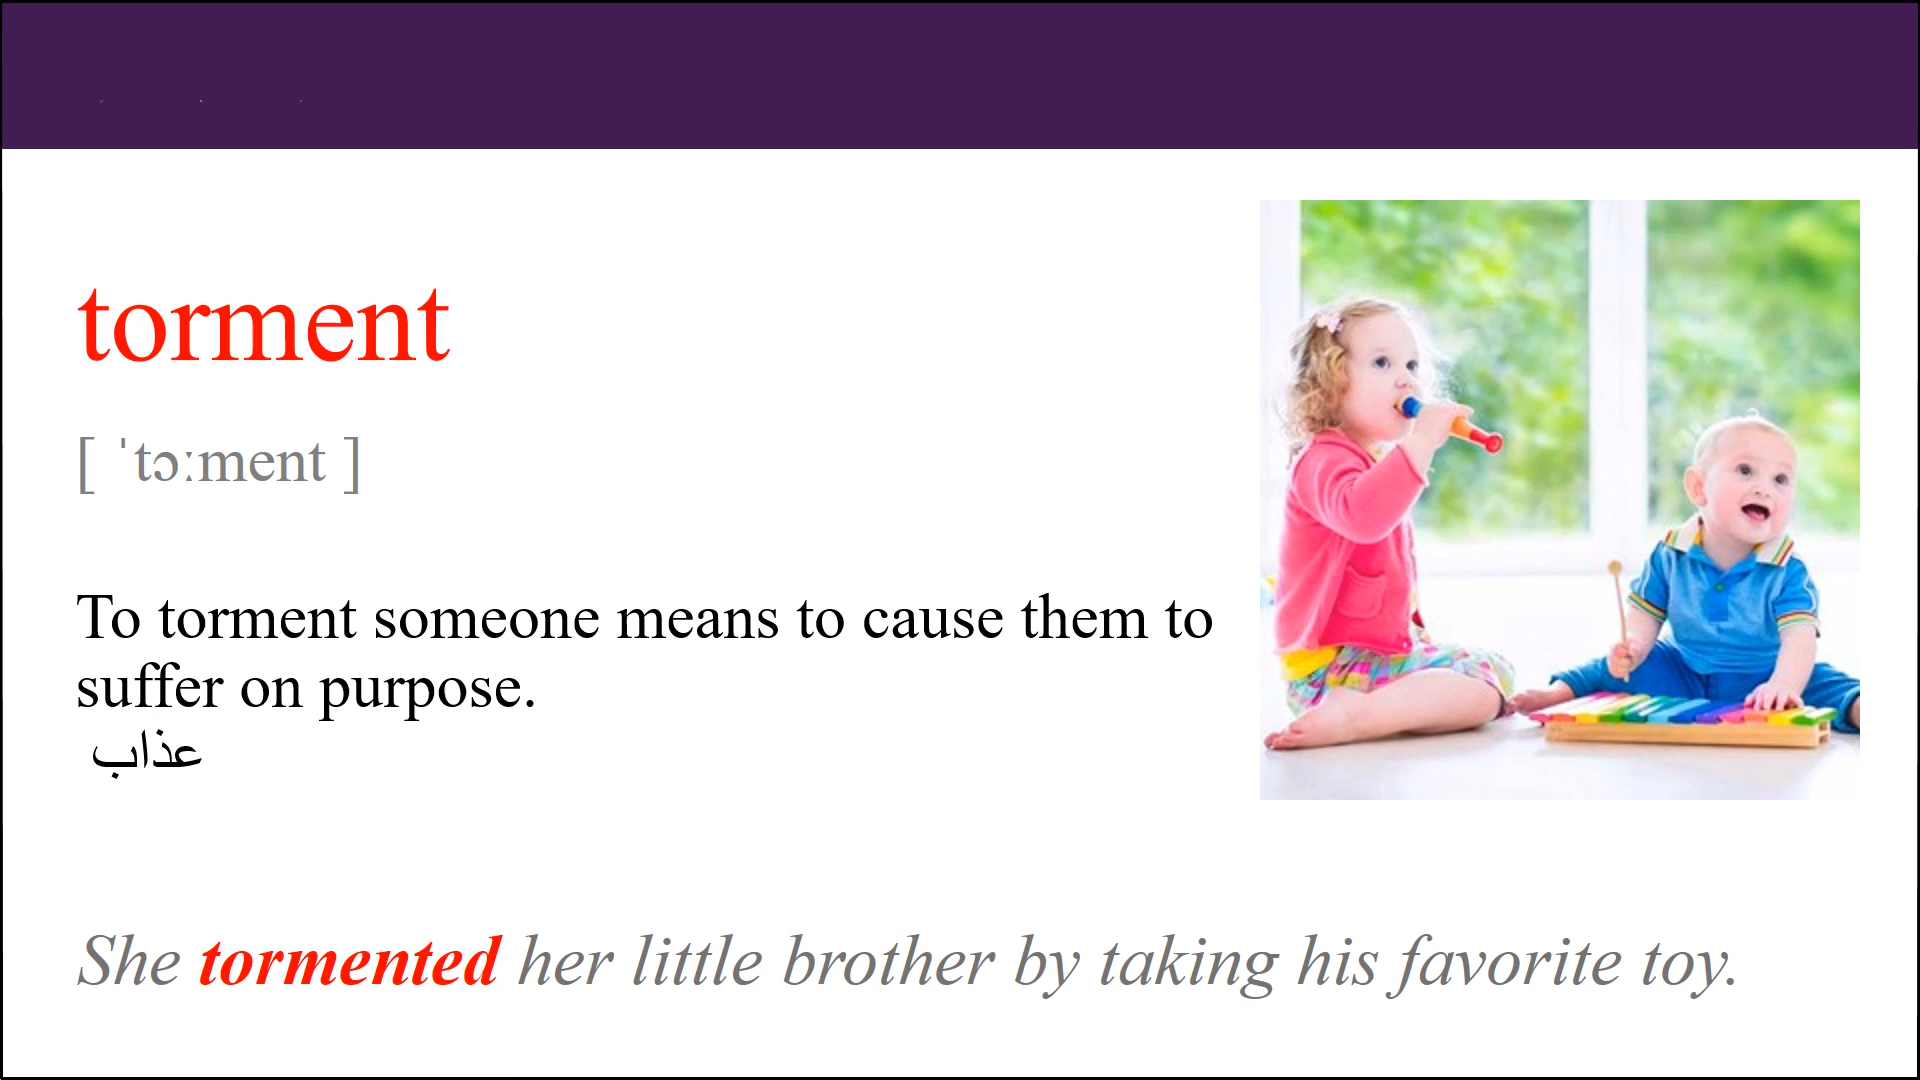 torment
[ ˈtɔːment ]
To torment someone means to cause them to
suffer on purpose.
عذاب
She tormented her little brother by taking his favorite toy.